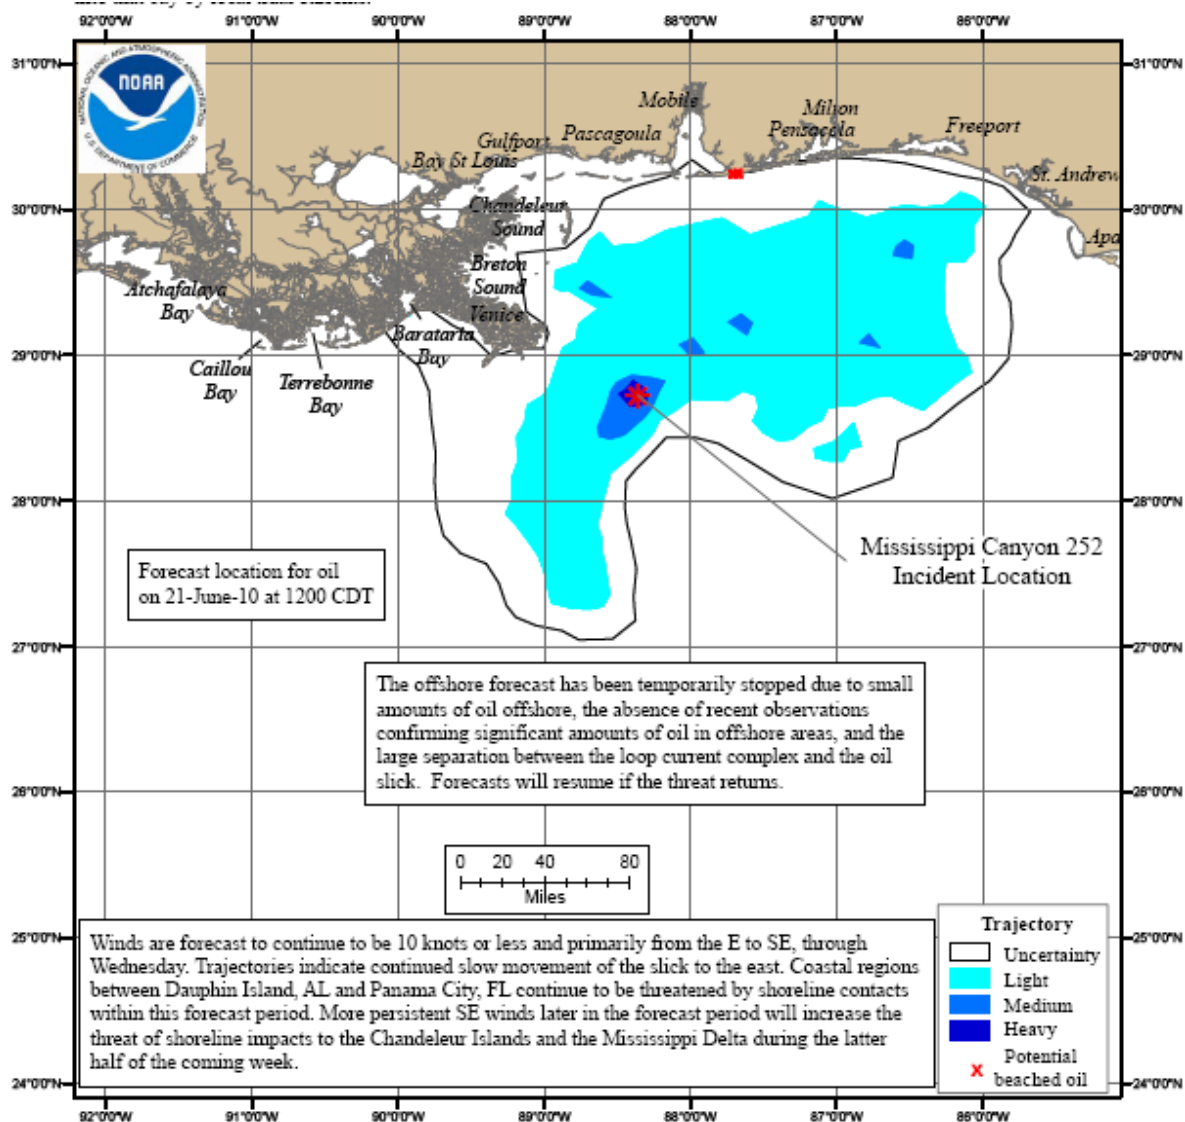 92°0'0"W 91°0'0"W 90°0'0"W 89°0'0"W 88°0'0"W 87°0'0"W 86°0'0"W
31°0'0"N
31°0'0"N
NATIONAL OCEANIC AND ATMOSPHERIC ADMINISTRATION
NOAA
U.S. DEPARTMENT OF COMMERCE
Mobile
Milton
Pensacola
Freeport
Pascagoula
Gulfport
Bay St Louis
St. Andrew
30°0'0"N
30°0'0"N
Chandeleur
Sound
Apa
Breton
Sound
Venice
Atchafalaya
Bay
Barataria
Bay
29°0'0"N
29°0'0"N
Caillou
Bay
Terrebonne
Bay
28°0'0"N
28°0'0"N
Mississippi Canyon 252
Incident Location
Forecast location for oil
on 21-June-10 at 1200 CDT
27°0'0"N
27°0'0"N
The offshore forecast has been temporarily stopped due to small
amounts of oil offshore, the absence of recent observations
confirming significant amounts of oil in offshore areas, and the
large separation between the loop current complex and the oil
slick. Forecasts will resume if the threat returns.
26°0'0"N
26°0'0"N
0 20 40 80
Miles
25°0'0"N
25°0'0"N
Winds are forecast to continue to be 10 knots or less and primarily from the E to SE, through
Wednesday. Trajectories indicate continued slow movement of the slick to the east. Coastal regions
between Dauphin Island, AL and Panama City, FL continue to be threatened by shoreline contacts
within this forecast period. More persistent SE winds later in the forecast period will increase the
threat of shoreline impacts to the Chandeleur Islands and the Mississippi Delta during the latter
half of the coming week.
Trajectory
Uncertainty
Light
Medium
Heavy
x Potential
beached oil
24°0'0"N
24°0'0"N
92°0'0"W 91°0'0"W 90°0'0"W 89°0'0"W 88°0'0"W 87°0'0"W 86°0'0"W